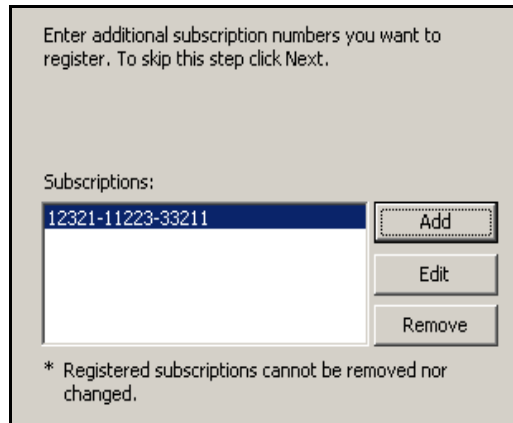 Enter additional subscription numbers you want to
register. To skip this step click Next.
Subscriptions:
12321-11223-33211
Add
Edit
Remove
* Registered subscriptions cannot be removed nor
changed.